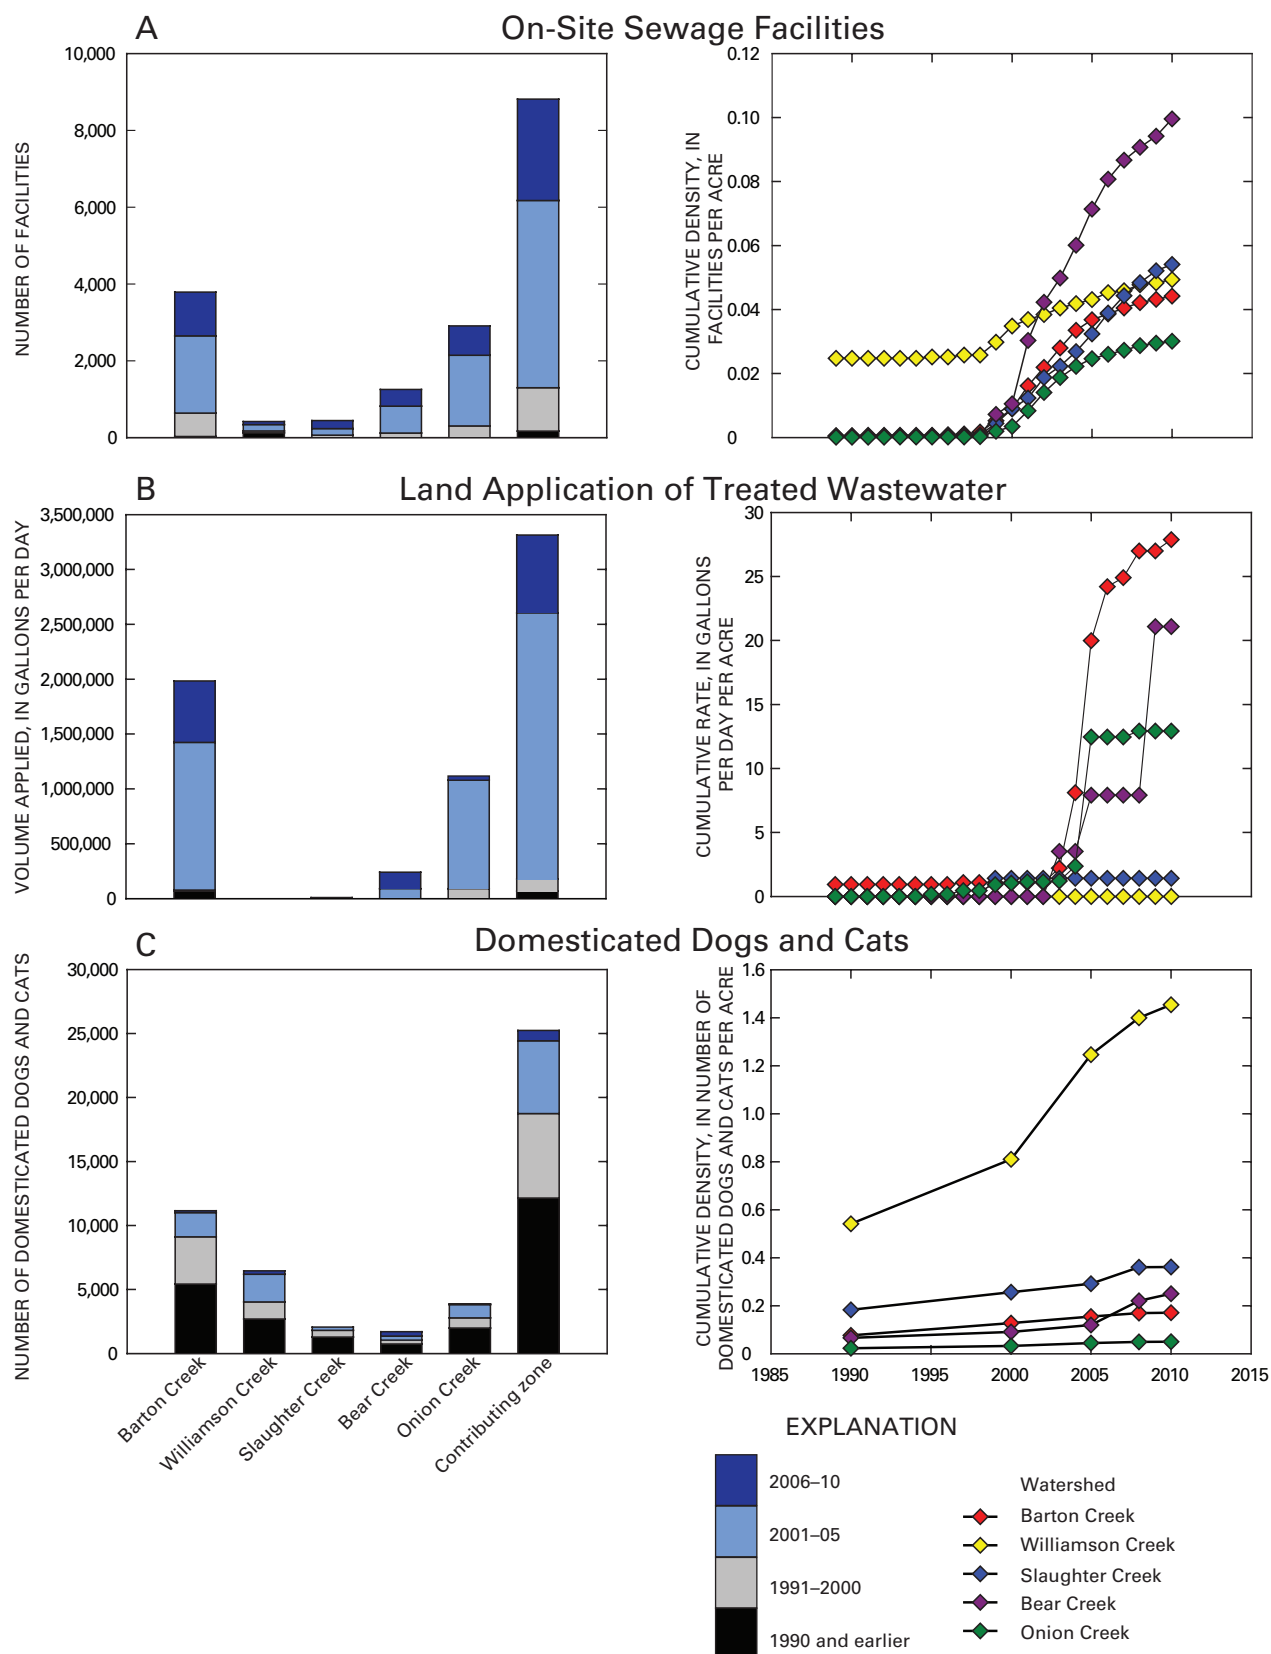 A On-Site Sewage Facilities
NUMBER OF FACILITIES
10,000
8,000
6,000
4,000
2,000
0
CUMULATIVE DENSITY, IN
FACILITIES PER ACRE
0.12
0.10
0.08
0.06
0.04
0.02
0
B Land Application of Treated Wastewater
VOLUME APPLIED, IN GALLONS PER DAY
3,500,000
3,000,000
2,500,000
2,000,000
1,500,000
1,000,000
500,000
0
CUMULATIVE RATE, IN GALLONS
PER DAY PER ACRE
30
25
20
15
10
5
0
C Domesticated Dogs and Cats
NUMBER OF DOMESTICATED DOGS AND CATS
30,000
25,000
20,000
15,000
10,000
5,000
0
Barton Creek
Williamson Creek
Slaughter Creek
Bear Creek
Onion Creek
Contributing zone
CUMULATIVE DENSITY, IN NUMBER OF
DOMESTICATED DOGS AND CATS PER ACRE
1.6
1.4
1.2
1.0
0.8
0.6
0.4
0.2
0
1985 1990 1995 2000 2005 2010 2015
EXPLANATION
2006–10
2001–05
1991–2000
1990 and earlier
Watershed
Barton Creek
Williamson Creek
Slaughter Creek
Bear Creek
Onion Creek